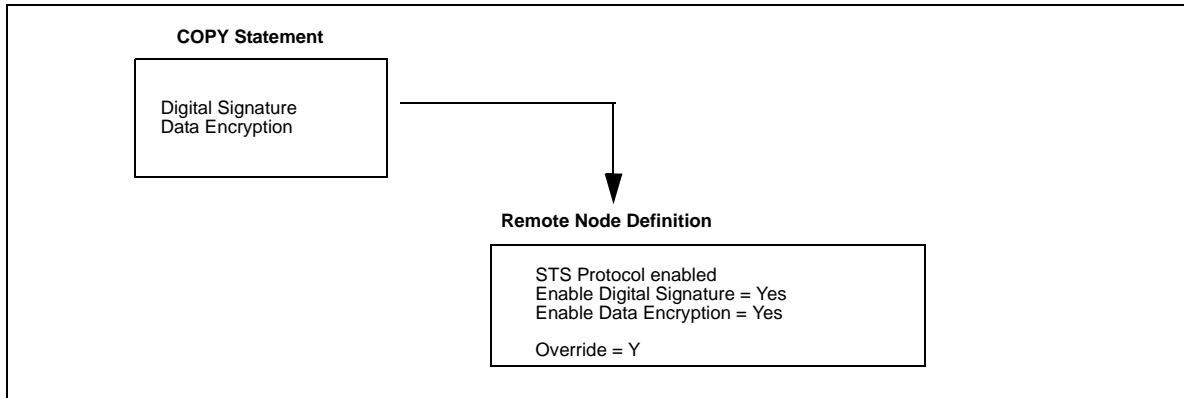 COPY Statement
Digital Signature
Data Encryption
Remote Node Definition
STS Protocol enabled
Enable Digital Signature = Yes
Enable Data Encryption = Yes
Override = Y